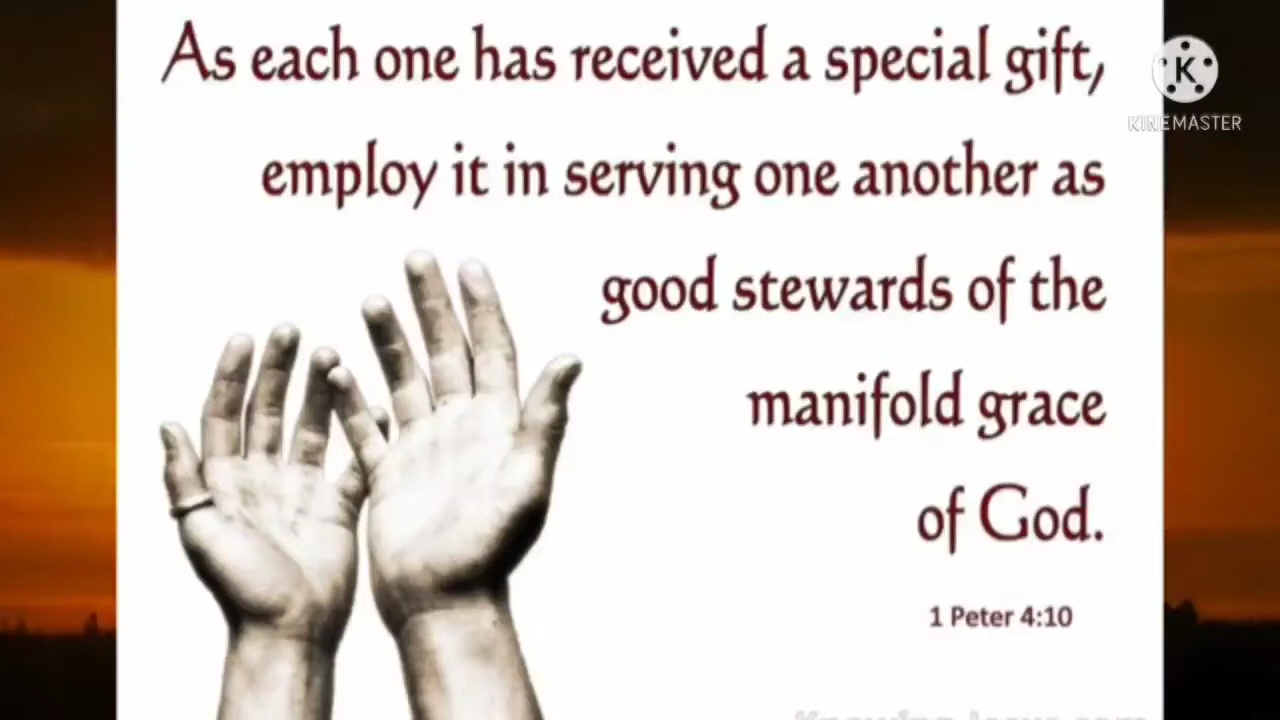 As each one has received a special gift,
employ it in serving one another as
good stewards of the
manifold grace
of God.
1 Peter 4:10
K
KINEMASTER